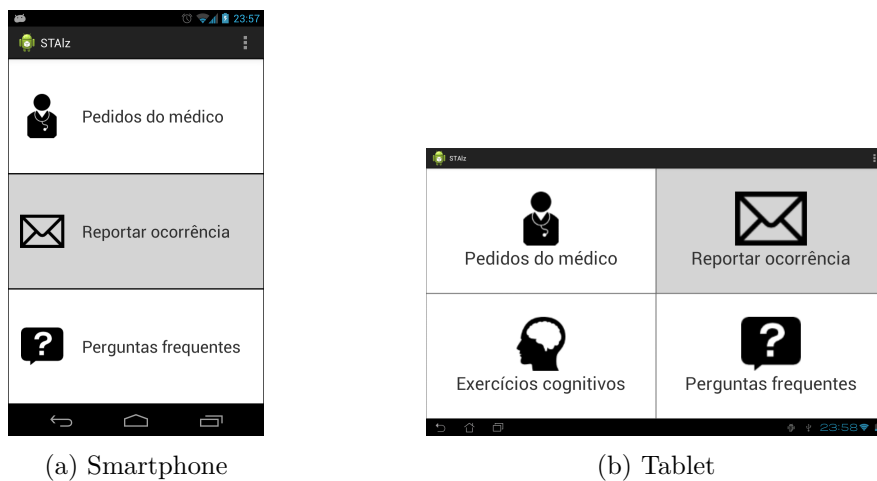 23:57
STAlz
Pedidos do médico
Reportar ocorrência
?
Perguntas frequentes
(a) Smartphone
STAlz
Pedidos do médico
Reportar ocorrência
Exercícios cognitivos
?
Perguntas frequentes
23:58
(b) Tablet